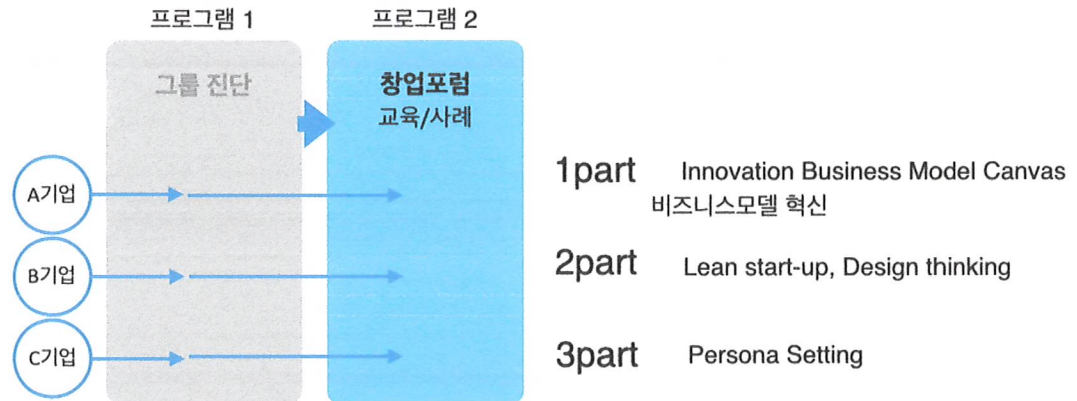 프로그램 1
프로그램 2
그룹 진단
창업포럼
교육/사례
A기업
B기업
C기업
1part Innovation Business Model Canvas
비즈니스모델 혁신
2part Lean start-up, Design thinking
3part Persona Setting